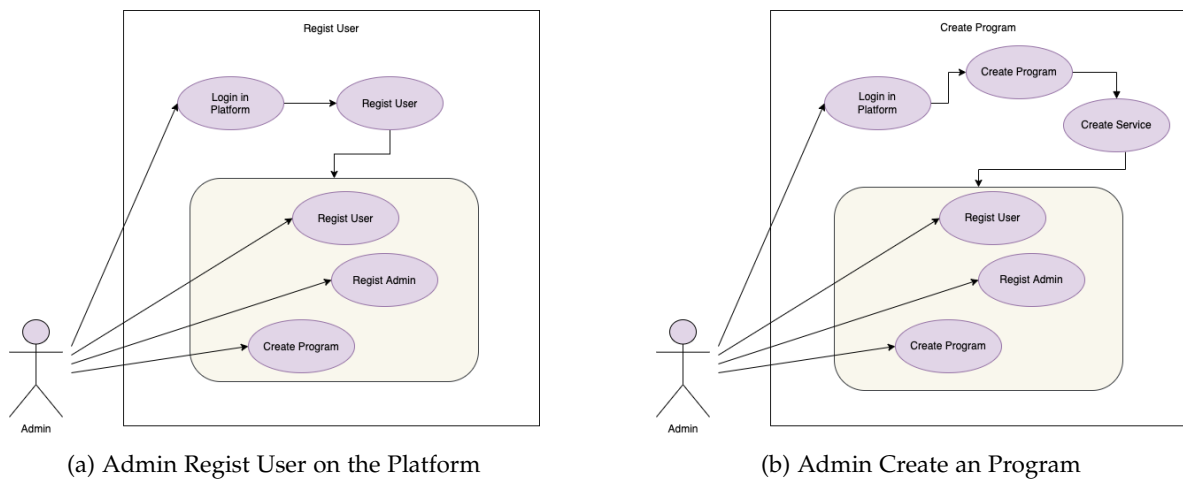 Regist User
Login in
Platform
Regist User
Regist User
Regist Admin
Create Program
Admin
(a) Admin Regist User on the Platform
Create Program
Create Program
Login in
Platform
Create Service
Regist User
Regist Admin
Create Program
Admin
(b) Admin Create an Program